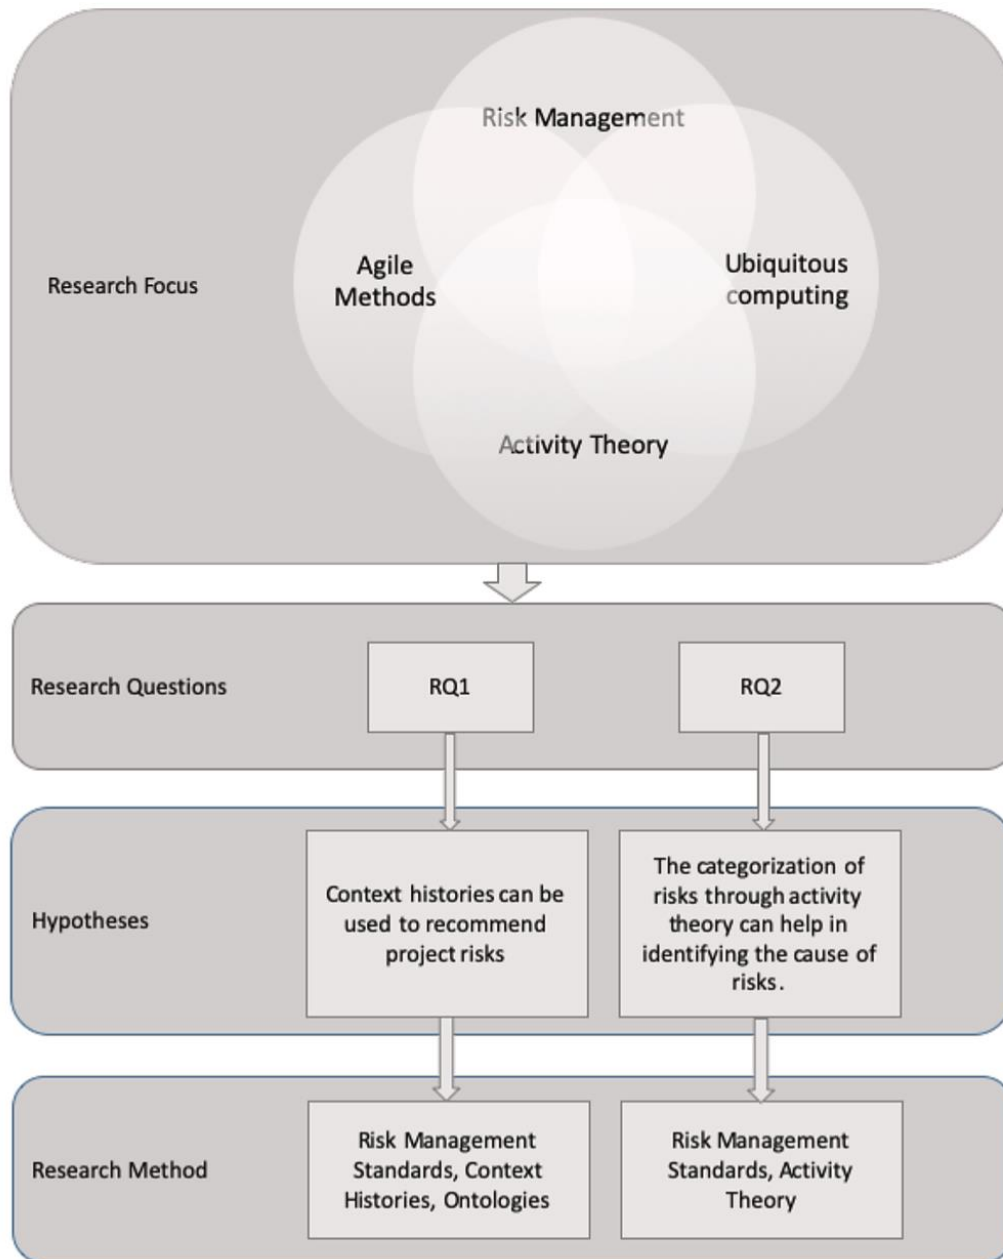 Risk Management
Agile
Methods
Ubiquitous
computing
Research Focus
Activity Theory
Research Questions
RQ1
RQ2
Hypotheses
Context histories can be
used to recommend
project risks
The categorization of
risks through activity
theory can help in
identifying the cause of
risks.
Research Method
Risk Management
Standards, Context
Histories, Ontologies
Risk Management
Standards, Activity
Theory